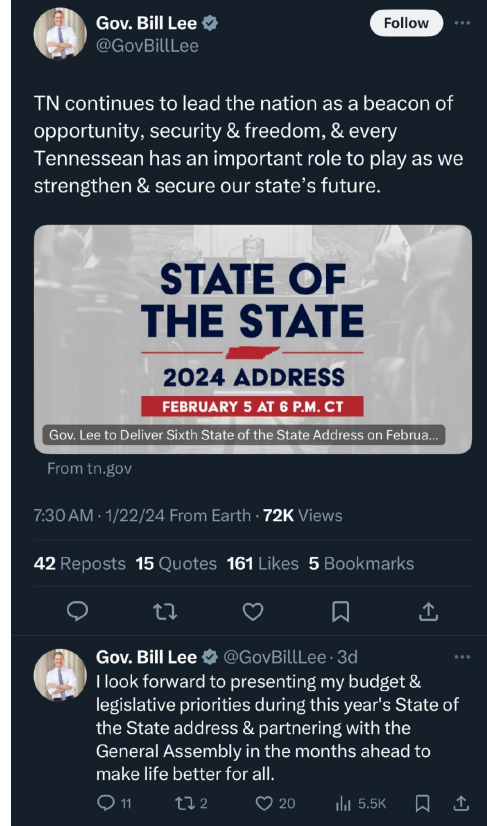 Gov. Bill Lee
Follow
@GovBillLee
TN continues to lead the nation as a beacon of
opportunity, security & freedom, & every
Tennessean has an important role to play as we
strengthen & secure our state's future.
STATE OF
THE STATE
2024 ADDRESS
FEBRUARY 5 AT 6 P.M. CT
Gov. Lee to Deliver Sixth State of the State Address on Februa...
From tn.gov
7:30 AM · 1/22/24 From Earth · 72K Views
42 Reposts 15 Quotes 161 Likes 5 Bookmarks
Gov. Bill Lee @GovBillLee · 3d
I look forward to presenting my budget &
legislative priorities during this year's State of
the State address & partnering with the
General Assembly in the months ahead to
make life better for all.
11 2 20 5.5K